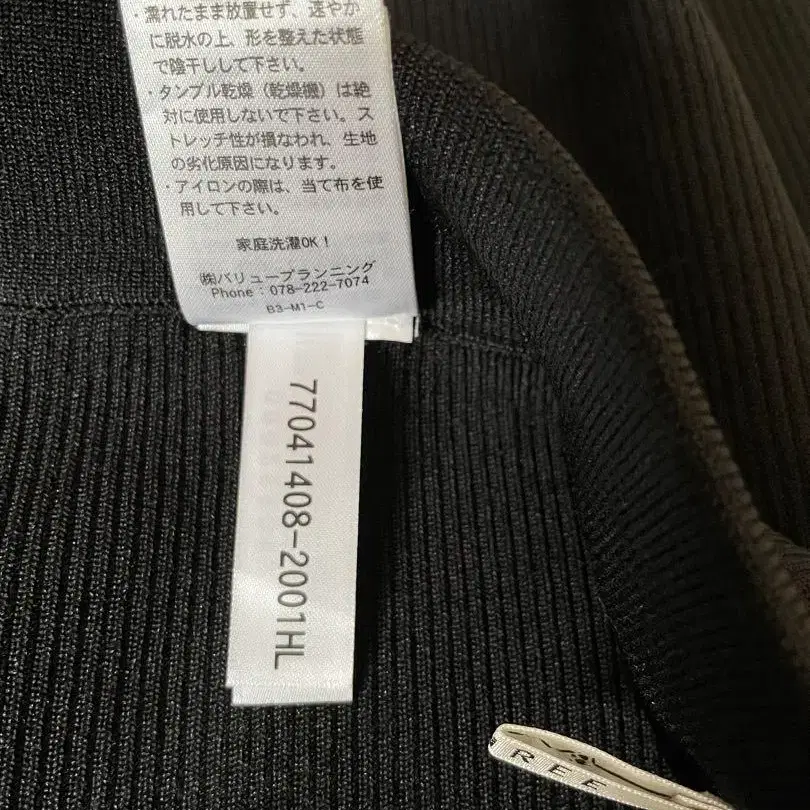 ・濡れたまま放置せず、速やか
に脱水の上、形を整えた状態
で陰干しして下さい。
・タンブル乾燥（乾燥機）は絶
対に使用しないで下さい。ス
トレッチ性が損なわれ、生地
の劣化原因になります。
・アイロンの際は、当て布を使
用して下さい。
家庭洗濯OK！
㈱バリュープランニング
Phone：078-222-7074
B3-M1-C
77041408-2001HL
REE